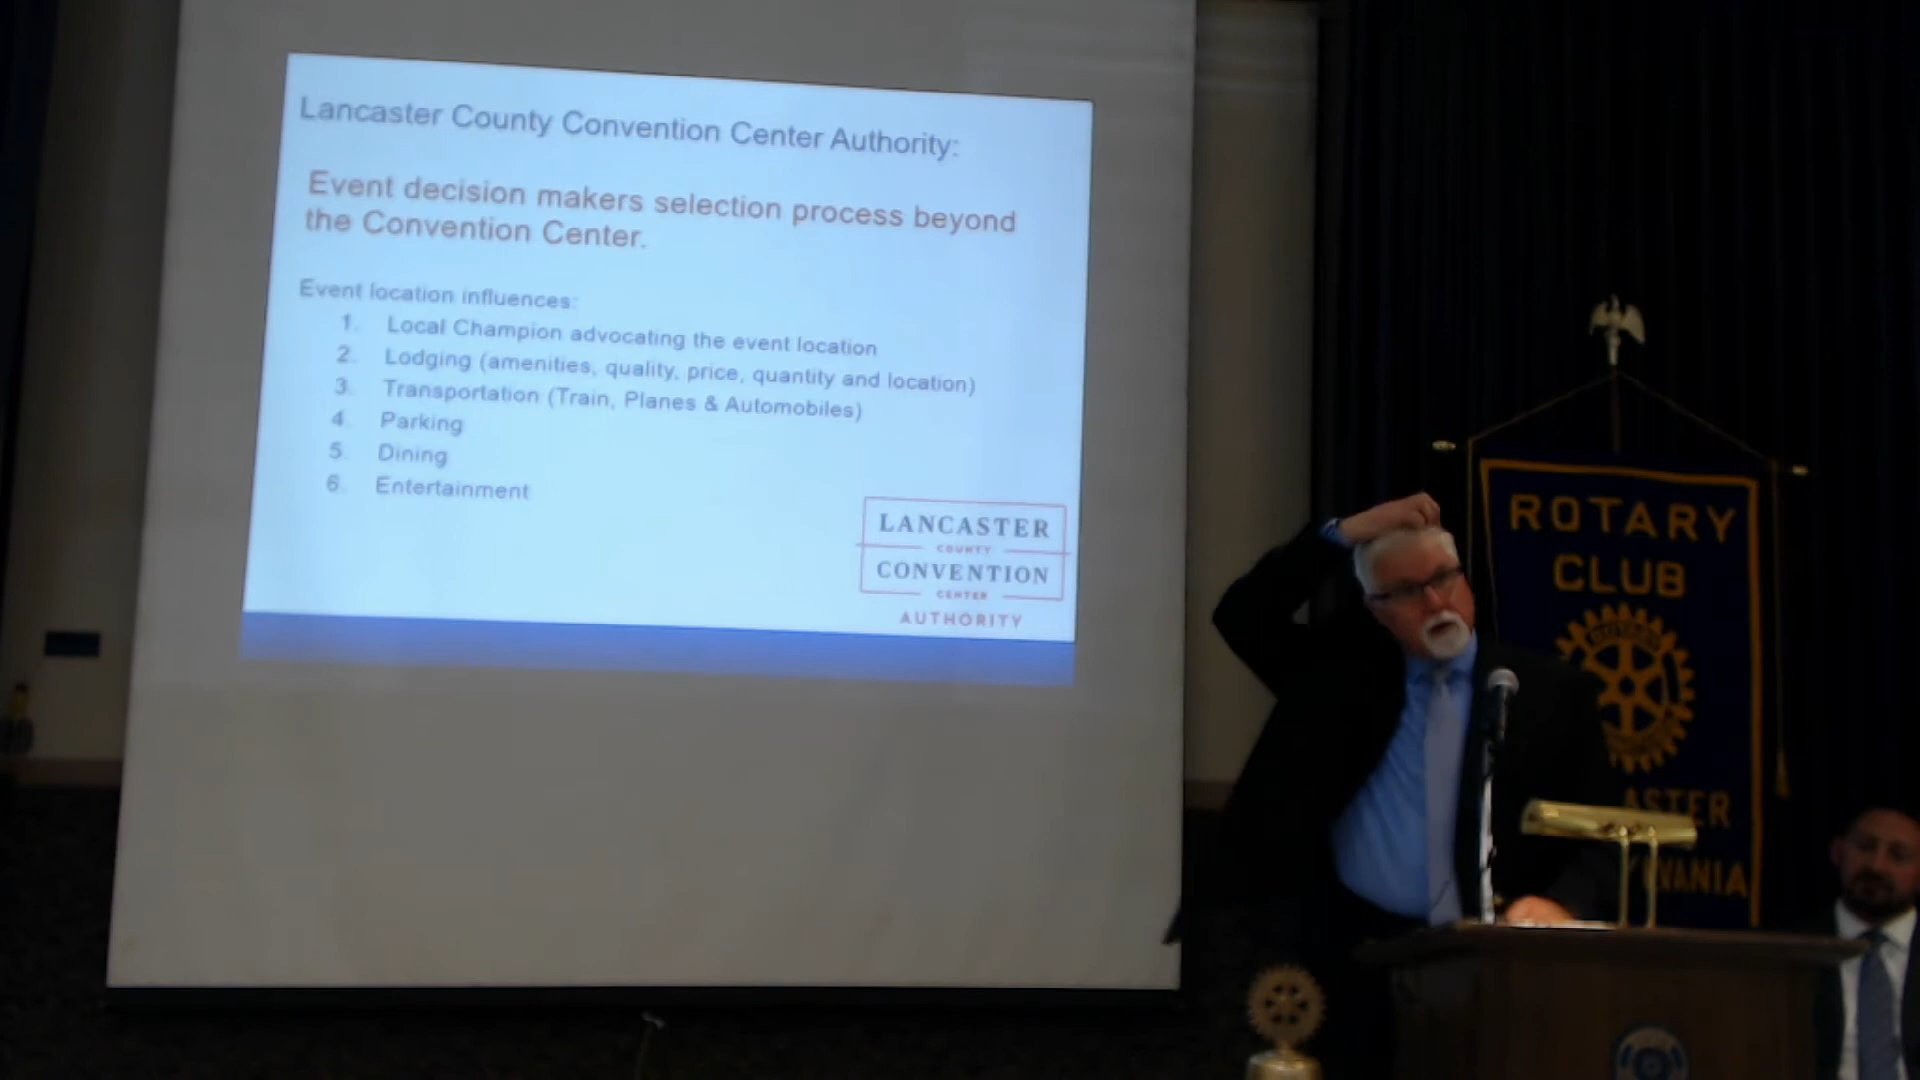 Lancaster County Convention Center Authority:
Event decision makers selection process beyond
the Convention Center.
Event location influences:
1. Local Champion advocating the event location
2. Lodging (amenities, quality, price, quantity and location)
3. Transportation (Train, Planes & Automobiles)
4. Parking
5. Dining
6. Entertainment
LANCASTER
COUNTY
CONVENTION
CENTER
AUTHORITY
ROTARY
CLUB
ROTARY
ASTER
VANIA